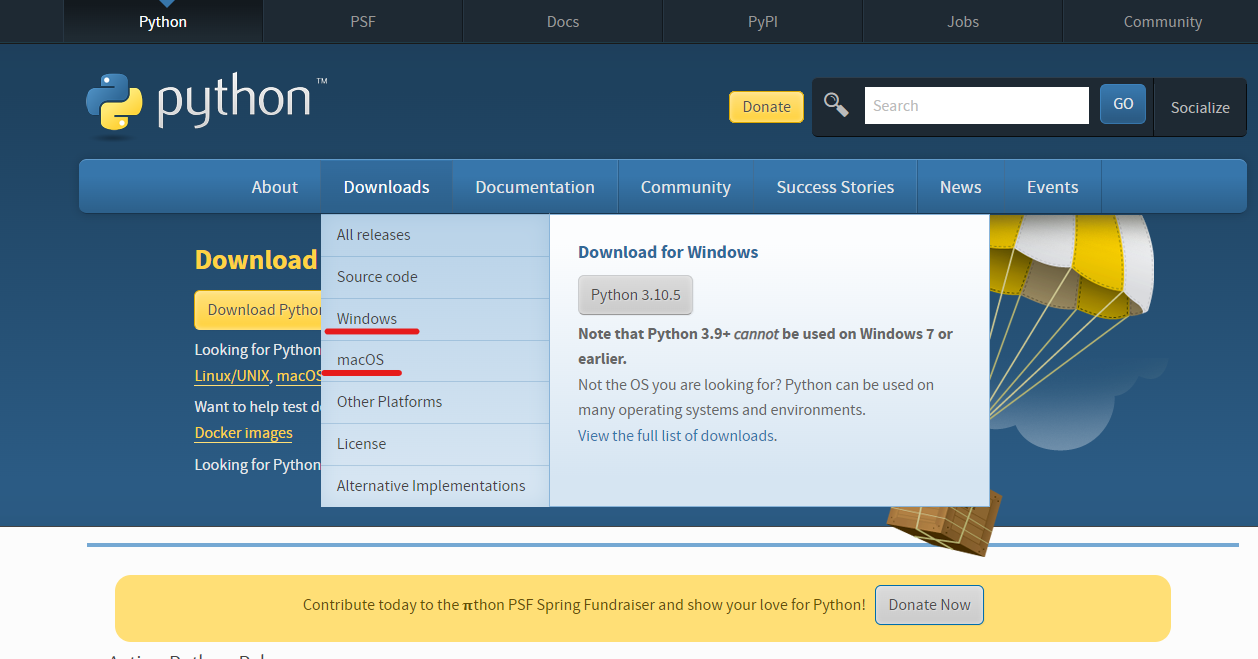 Python PSF Docs PyPI Jobs Community
python™
Donate Search GO Socialize
About Downloads Documentation Community Success Stories News Events
All releases
Source code
Windows
macOS
Other Platforms
License
Alternative Implementations
Download for Windows
Python 3.10.5
Note that Python 3.9+ cannot be used on Windows 7 or
earlier.
Not the OS you are looking for? Python can be used on
many operating systems and environments.
View the full list of downloads.
Download
Download Python
Looking for Python
Linux/UNIX, macOS
Want to help test
Docker images
Looking for Python
Contribute today to the πthon PSF Spring Fundraiser and show your love for Python! Donate Now